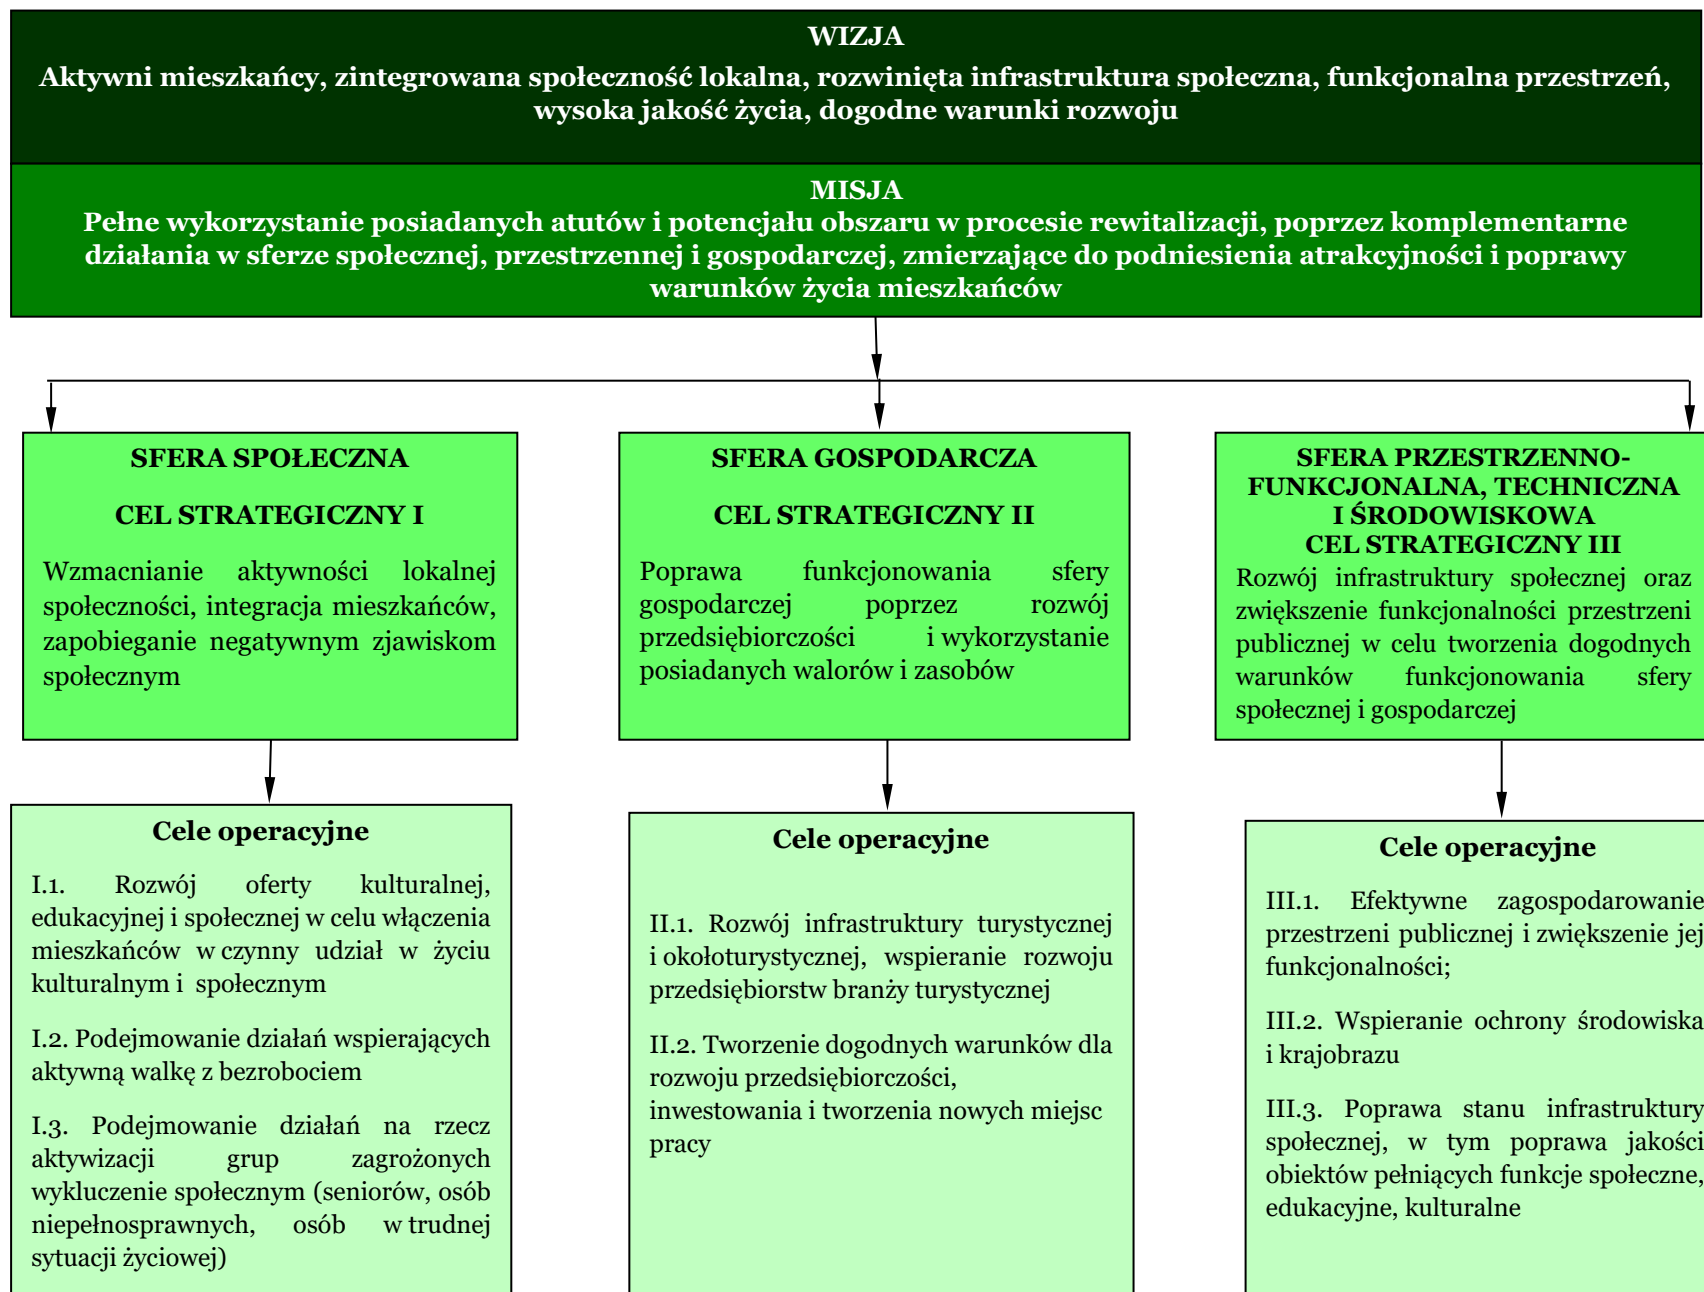 WIZJA
Aktywni mieszkańcy, zintegrowana społeczność lokalna, rozwinięta infrastruktura społeczna, funkcjonalna przestrzeń,
wysoka jakość życia, dogodne warunki rozwoju
MISJA
Pełne wykorzystanie posiadanych atutów i potencjału obszaru w procesie rewitalizacji, poprzez komplementarne
działania w sferze społecznej, przestrzennej i gospodarczej, zmierzające do podniesienia atrakcyjności i poprawy
warunków życia mieszkańców
SFERA SPOŁECZNA
CEL STRATEGICZNY I
Wzmacnianie aktywności lokalnej
społeczności, integracja mieszkańców,
zapobieganie negatywnym zjawiskom
społecznym
SFERA GOSPODARCZA
CEL STRATEGICZNY II
Poprawa funkcjonowania sfery
gospodarczej poprzez rozwój
przedsiębiorczości i wykorzystanie
posiadanych walorów i zasobów
SFERA PRZESTRZENNO-
FUNKCJONALNA, TECHNICZNA
I ŚRODOWISKOWA
CEL STRATEGICZNY III
Rozwój infrastruktury społecznej oraz
zwiększenie funkcjonalności przestrzeni
publicznej w celu tworzenia dogodnych
warunków funkcjonowania sfery
społecznej i gospodarczej
Cele operacyjne
I.1. Rozwój oferty kulturalnej,
edukacyjnej i społecznej w celu włączenia
mieszkańców w czynny udział w życiu
kulturalnym i społecznym
I.2. Podejmowanie działań wspierających
aktywną walkę z bezrobociem
I.3. Podejmowanie działań na rzecz
aktywizacji grup zagrożonych
wykluczenie społecznym (seniorów, osób
niepełnosprawnych, osób w trudnej
sytuacji życiowej)
Cele operacyjne
II.1. Rozwój infrastruktury turystycznej
i okołoturystycznej, wspieranie rozwoju
przedsiębiorstw branży turystycznej
II.2. Tworzenie dogodnych warunków dla
rozwoju przedsiębiorczości,
inwestowania i tworzenia nowych miejsc
pracy
Cele operacyjne
III.1. Efektywne zagospodarowanie
przestrzeni publicznej i zwiększenie jej
funkcjonalności;
III.2. Wspieranie ochrony środowiska
i krajobrazu
III.3. Poprawa stanu infrastruktury
społecznej, w tym poprawa jakości
obiektów pełniących funkcje społeczne,
edukacyjne, kulturalne